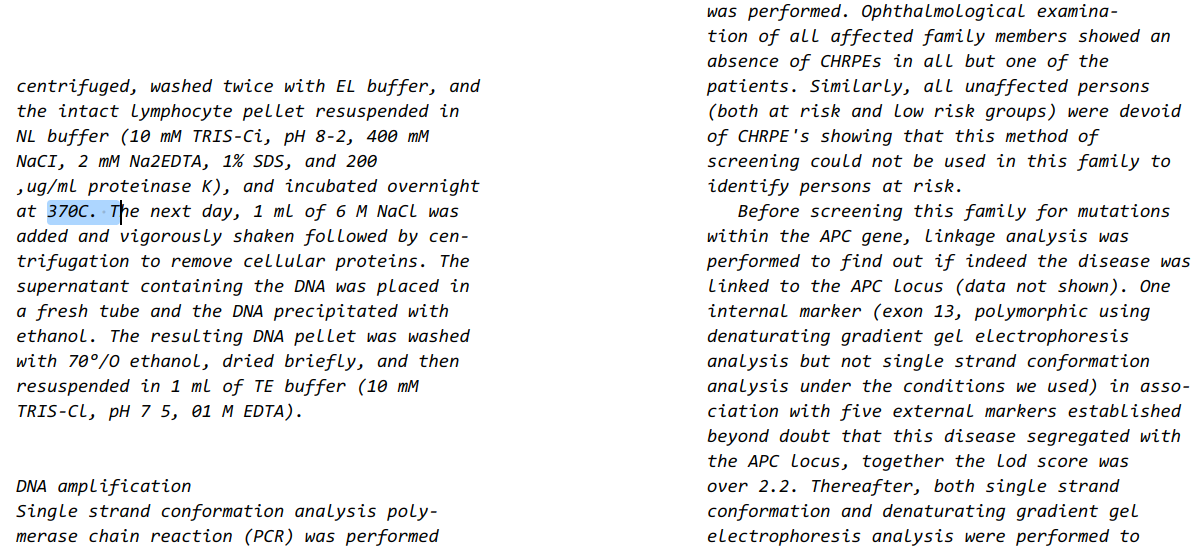 centrifuged, washed twice with EL buffer, and
the intact lymphocyte pellet resuspended in
NL buffer (10 mM TRIS-Ci, pH 8-2, 400 mM
NaCI, 2 mM Na2EDTA, 1% SDS, and 200
,ug/ml proteinase K), and incubated overnight
at 370C. The next day, 1 ml of 6 M NaCl was
added and vigorously shaken followed by cen-
trifugation to remove cellular proteins. The
supernatant containing the DNA was placed in
a fresh tube and the DNA precipitated with
ethanol. The resulting DNA pellet was washed
with 70°/O ethanol, dried briefly, and then
resuspended in 1 ml of TE buffer (10 mM
TRIS-Cl, pH 7 5, 01 M EDTA).
DNA amplification
Single strand conformation analysis poly-
merase chain reaction (PCR) was performed
was performed. Ophthalmological examina-
tion of all affected family members showed an
absence of CHRPEs in all but one of the
patients. Similarly, all unaffected persons
(both at risk and low risk groups) were devoid
of CHRPE's showing that this method of
screening could not be used in this family to
identify persons at risk.
Before screening this family for mutations
within the APC gene, linkage analysis was
performed to find out if indeed the disease was
linked to the APC locus (data not shown). One
internal marker (exon 13, polymorphic using
denaturating gradient gel electrophoresis
analysis but not single strand conformation
analysis under the conditions we used) in asso-
ciation with five external markers established
beyond doubt that this disease segregated with
the APC locus, together the lod score was
over 2.2. Thereafter, both single strand
conformation and denaturating gradient gel
electrophoresis analysis were performed to